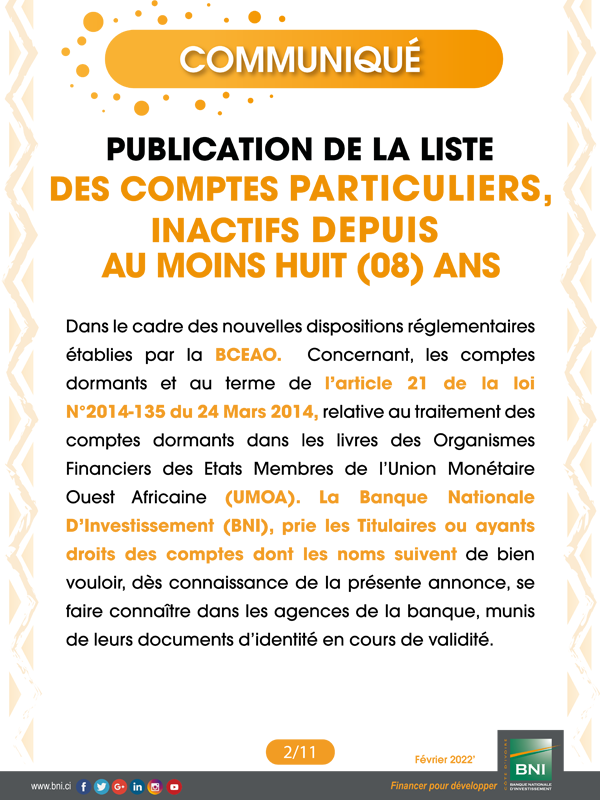 COMMUNIQUÉ
PUBLICATION DE LA LISTE
DES COMPTES PARTICULIERS,
INACTIFS DEPUIS
AU MOINS HUIT (08) ANS
Dans le cadre des nouvelles dispositions réglementaires
établies par la BCEAO. Concernant, les comptes
dormants et au terme de l'article 21 de la loi
N°2014-135 du 24 Mars 2014, relative au traitement des
comptes dormants dans les livres des Organismes
Financiers des Etats Membres de l'Union Monétaire
Ouest Africaine (UMOA). La Banque Nationale
D'Investissement (BNI), prie les Titulaires ou ayants
droits des comptes dont les noms suivent de bien
vouloir, dès connaissance de la présente annonce, se
faire connaître dans les agences de la banque, munis
de leurs documents d'identité en cours de validité.
2/11
Février 2022'
CÔTE D'IVOIRE
BNI
BANQUE NATIONALE
D'INVESTISSEMENT
www.bni.ci
Financer pour développer